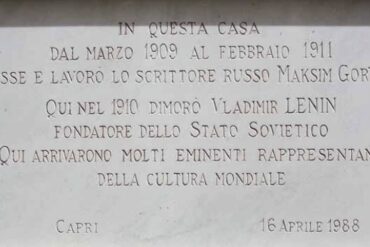 IN QUESTA CASA
DAL MARZO 1909 AL FEBBRAIO 1911
SSE E LAVORÒ LO SCRITTORE RUSSO MAKSIM GOR
QUI NEL 1910 DIMORÒ VLADIMIR LENIN
FONDATORE DELLO STATO SOVIETICO
QUI ARRIVARONO MOLTI EMINENTI RAPPRESENTAN
DELLA CULTURA MONDIALE
CAPRI 16 APRILE 1988